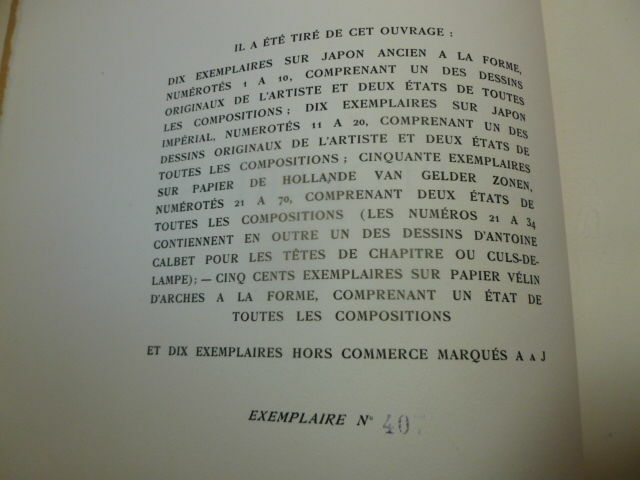 IL A ÉTÉ TIRÉ DE CET OUVRAGE :
DIX EXEMPLAIRES SUR JAPON ANCIEN A LA FORME,
NUMÉROTÉS 1 A 10, COMPRENANT UN DES DESSINS
ORIGINAUX DE L'ARTISTE ET DEUX ÉTATS DE TOUTES
LES COMPOSITIONS ; DIX EXEMPLAIRES SUR JAPON
IMPÉRIAL, NUMEROTÉS 11 A 20, COMPRENANT UN DES
DESSINS ORIGINAUX DE L'ARTISTE ET DEUX ÉTATS DE
TOUTES LES COMPOSITIONS ; CINQUANTE EXEMPLAIRES
SUR PAPIER DE HOLLANDE VAN GELDER ZONEN,
NUMÉROTÉS 21 A 70, COMPRENANT DEUX ÉTATS DE
TOUTES LES COMPOSITIONS (LES NUMÉROS 21 A 34
CONTIENNENT EN OUTRE UN DES DESSINS D'ANTOINE
CALBET POUR LES TÊTES DE CHAPITRE OU CULS-DE-
LAMPE) ; — CINQ CENTS EXEMPLAIRES SUR PAPIER VÉLIN
D'ARCHES A LA FORME, COMPRENANT UN ÉTAT DE
TOUTES LES COMPOSITIONS
ET DIX EXEMPLAIRES HORS COMMERCE MARQUÉS A A J
EXEMPLAIRE Nº 407